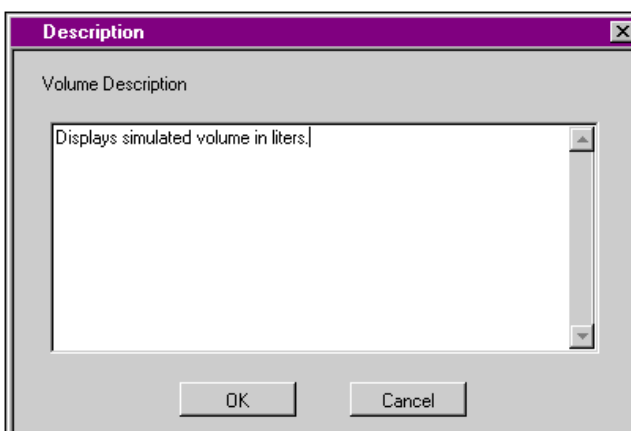 Description
Volume Description
Displays simulated volume in liters.
OK
Cancel